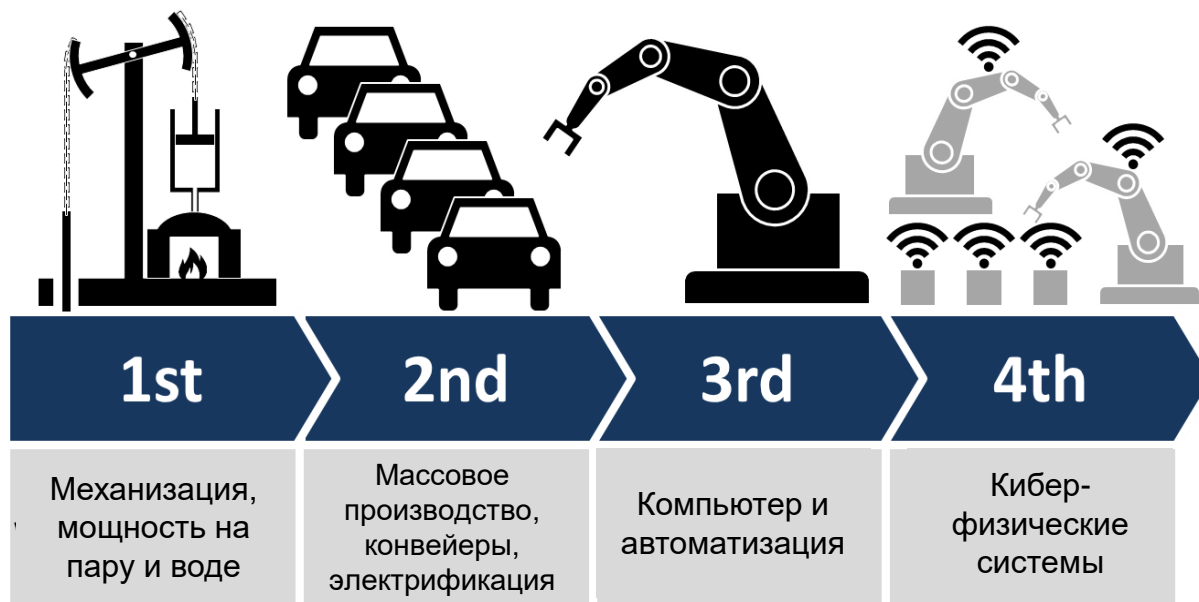 1st
2nd
3rd
4th
Механизация,
мощность на
пару и воде
Массовое
производство,
конвейеры,
электрификация
Компьютер и
автоматизация
Кибер-
физические
системы